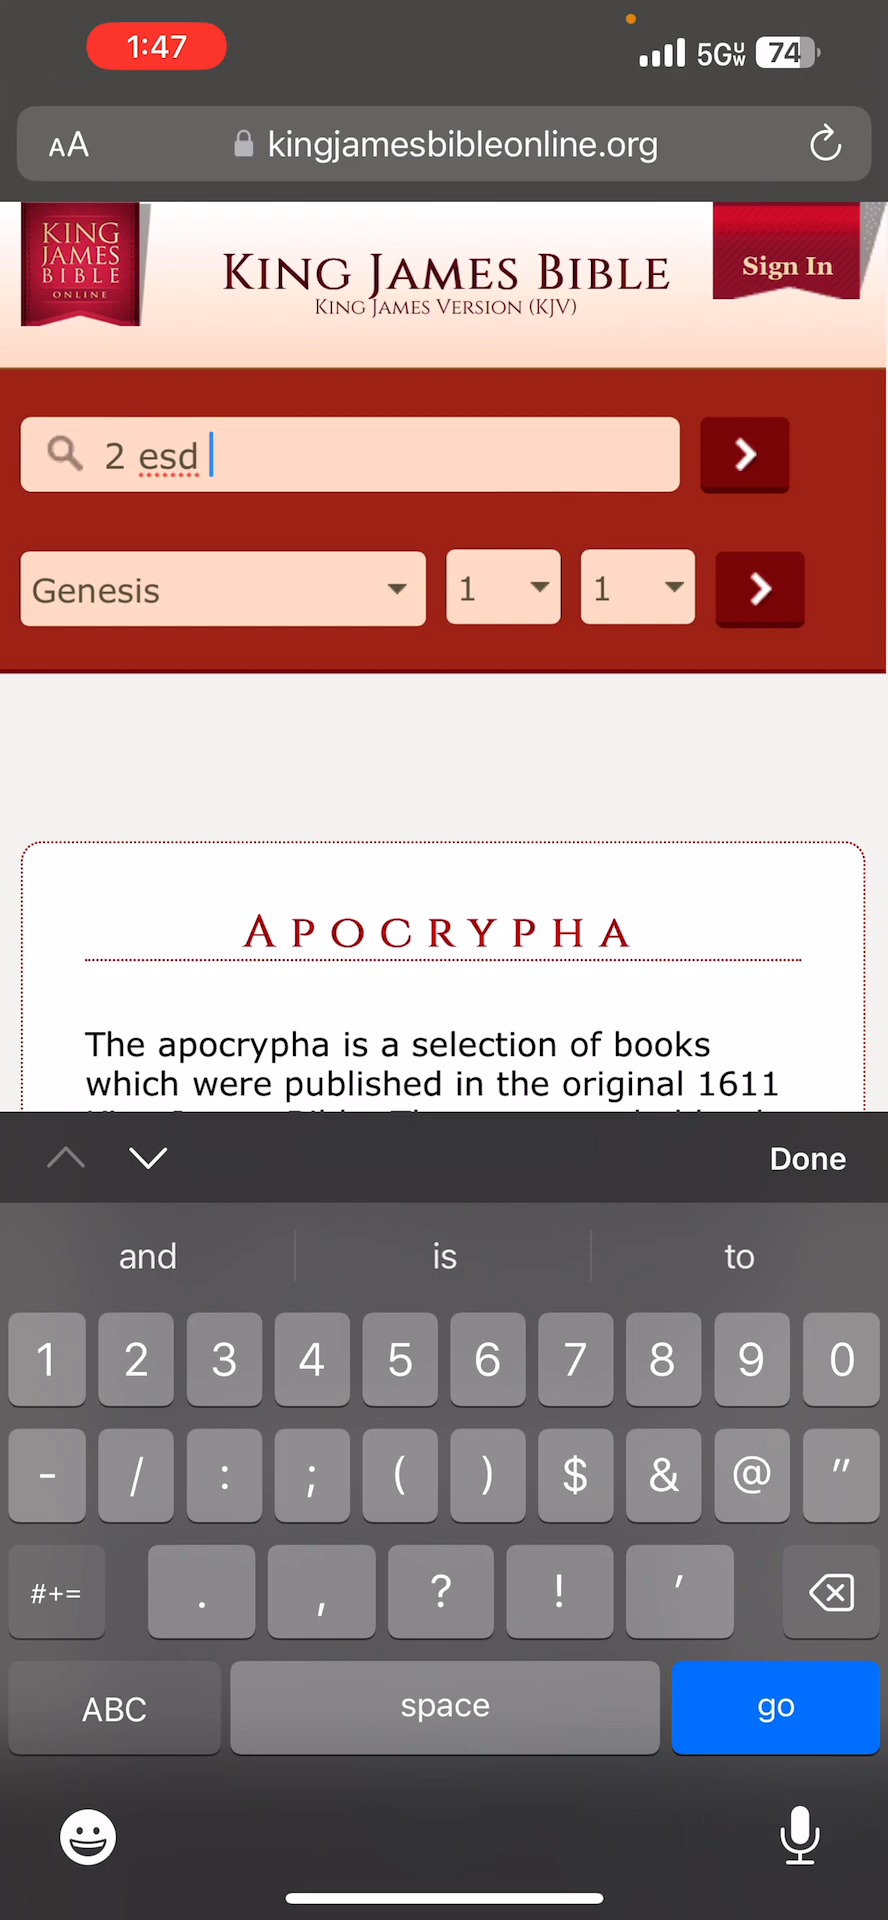 1:47
5G UW 74
AA kingjamesbibleonline.org
KING
JAMES
BIBLE
ONLINE
KING JAMES BIBLE
KING JAMES VERSION (KJV)
Sign In
2 esd
Genesis 1 1
APOCRYPHA
The apocrypha is a selection of books
which were published in the original 1611
Done
and is to
1 2 3 4 5 6 7 8 9 0
- / : ; ( ) $ & @ "
#+= . , ? ! '
ABC space go